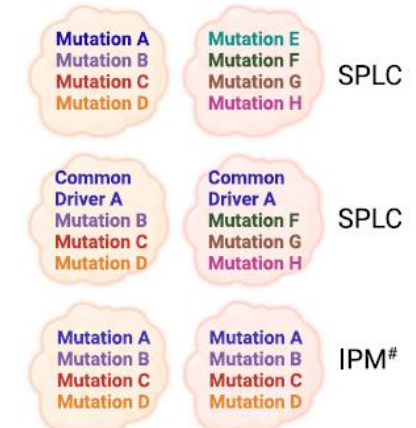 Mutation A
Mutation B
Mutation C
Mutation D
Mutation E
Mutation F
Mutation G
Mutation H
SPLC
Common
Driver A
Mutation B
Mutation C
Mutation D
Common
Driver A
Mutation F
Mutation G
Mutation H
SPLC
Mutation A
Mutation B
Mutation C
Mutation D
Mutation A
Mutation B
Mutation C
Mutation D
IPM#